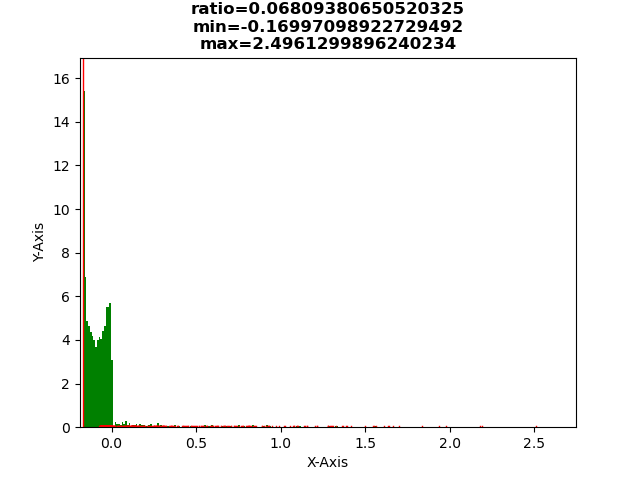 ratio=0.06809380650520325
min=-0.16997098922729492
max=2.4961299896240234
16
14
12
10
8
6
4
2
0
Y-Axis
0.0 0.5 1.0 1.5 2.0 2.5
X-Axis